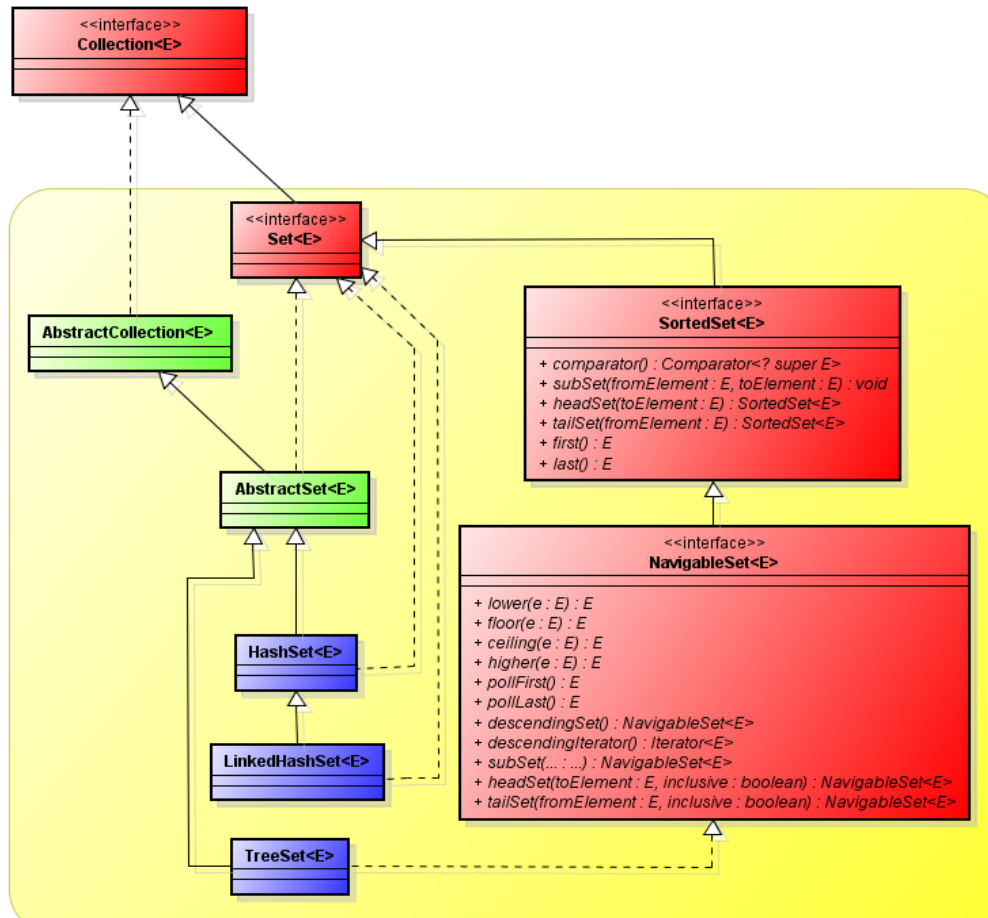 <<interface>>
Collection<E>
<<interface>>
Set<E>
<<interface>>
SortedSet<E>
+ comparator() : Comparator<? super E>
+ subSet(fromElement : E, toElement : E) : void
+ headSet(toElement : E) : SortedSet<E>
+ tailSet(fromElement : E) : SortedSet<E>
+ first() : E
+ last() : E
AbstractCollection<E>
AbstractSet<E>
<<interface>>
NavigableSet<E>
+ lower(e : E) : E
+ floor(e : E) : E
+ ceiling(e : E) : E
+ higher(e : E) : E
+ pollFirst() : E
+ pollLast() : E
+ descendingSet() : NavigableSet<E>
+ descendingIterator() : Iterator<E>
+ subSet(... : ...) : NavigableSet<E>
+ headSet(toElement : E, inclusive : boolean) : NavigableSet<E>
+ tailSet(fromElement : E, inclusive : boolean) : NavigableSet<E>
HashSet<E>
LinkedHashSet<E>
TreeSet<E>